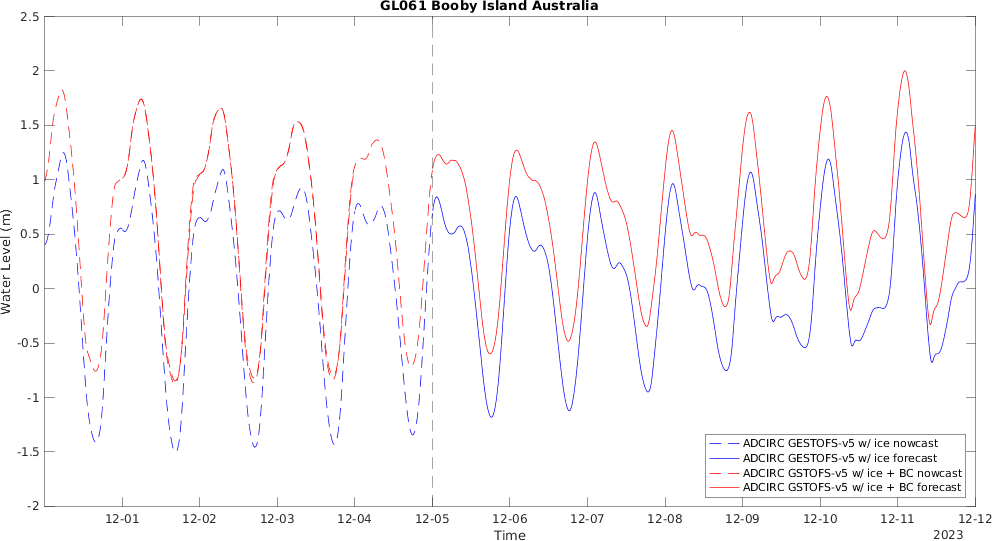 GL061 Booby Island Australia
2.5
2
1.5
1
0.5
0
-0.5
-1
-1.5
-2
Water Level (m)
ADCIRC GESTOFS-v5 w/ ice nowcast
ADCIRC GESTOFS-v5 w/ ice forecast
ADCIRC GSTOFS-v5 w/ ice + BC nowcast
ADCIRC GSTOFS-v5 w/ ice + BC forecast
12-01 12-02 12-03 12-04 12-05 12-06 12-07 12-08 12-09 12-10 12-11 12-12
Time
2023